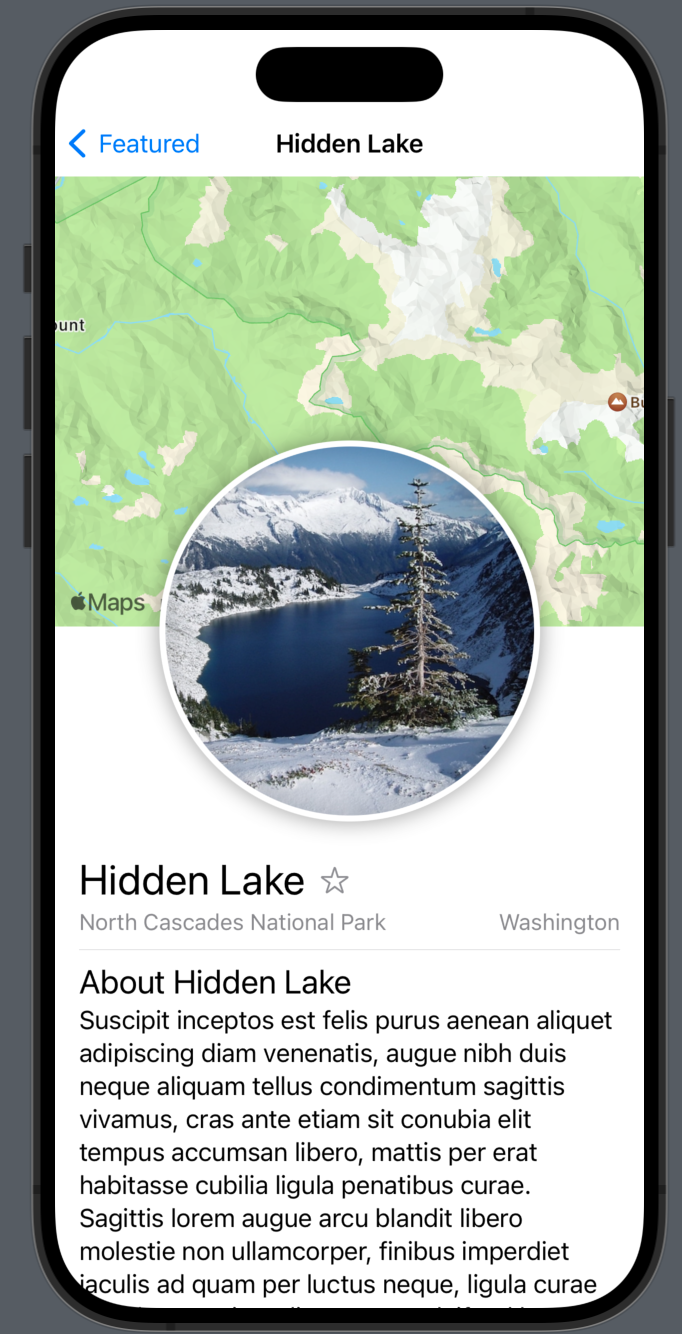 Featured
Hidden Lake
Maps
Hidden Lake
North Cascades National Park
Washington
About Hidden Lake
Suscipit inceptos est felis purus aenean aliquet
adipiscing diam venenatis, augue nibh duis
neque aliquam tellus condimentum sagittis
vivamus, cras ante etiam sit conubia elit
tempus accumsan libero, mattis per erat
habitasse cubilia ligula penatibus curae.
Sagittis lorem augue arcu blandit libero
molestie non ullamcorper, finibus imperdiet
iaculis ad quam per luctus neque, ligula curae